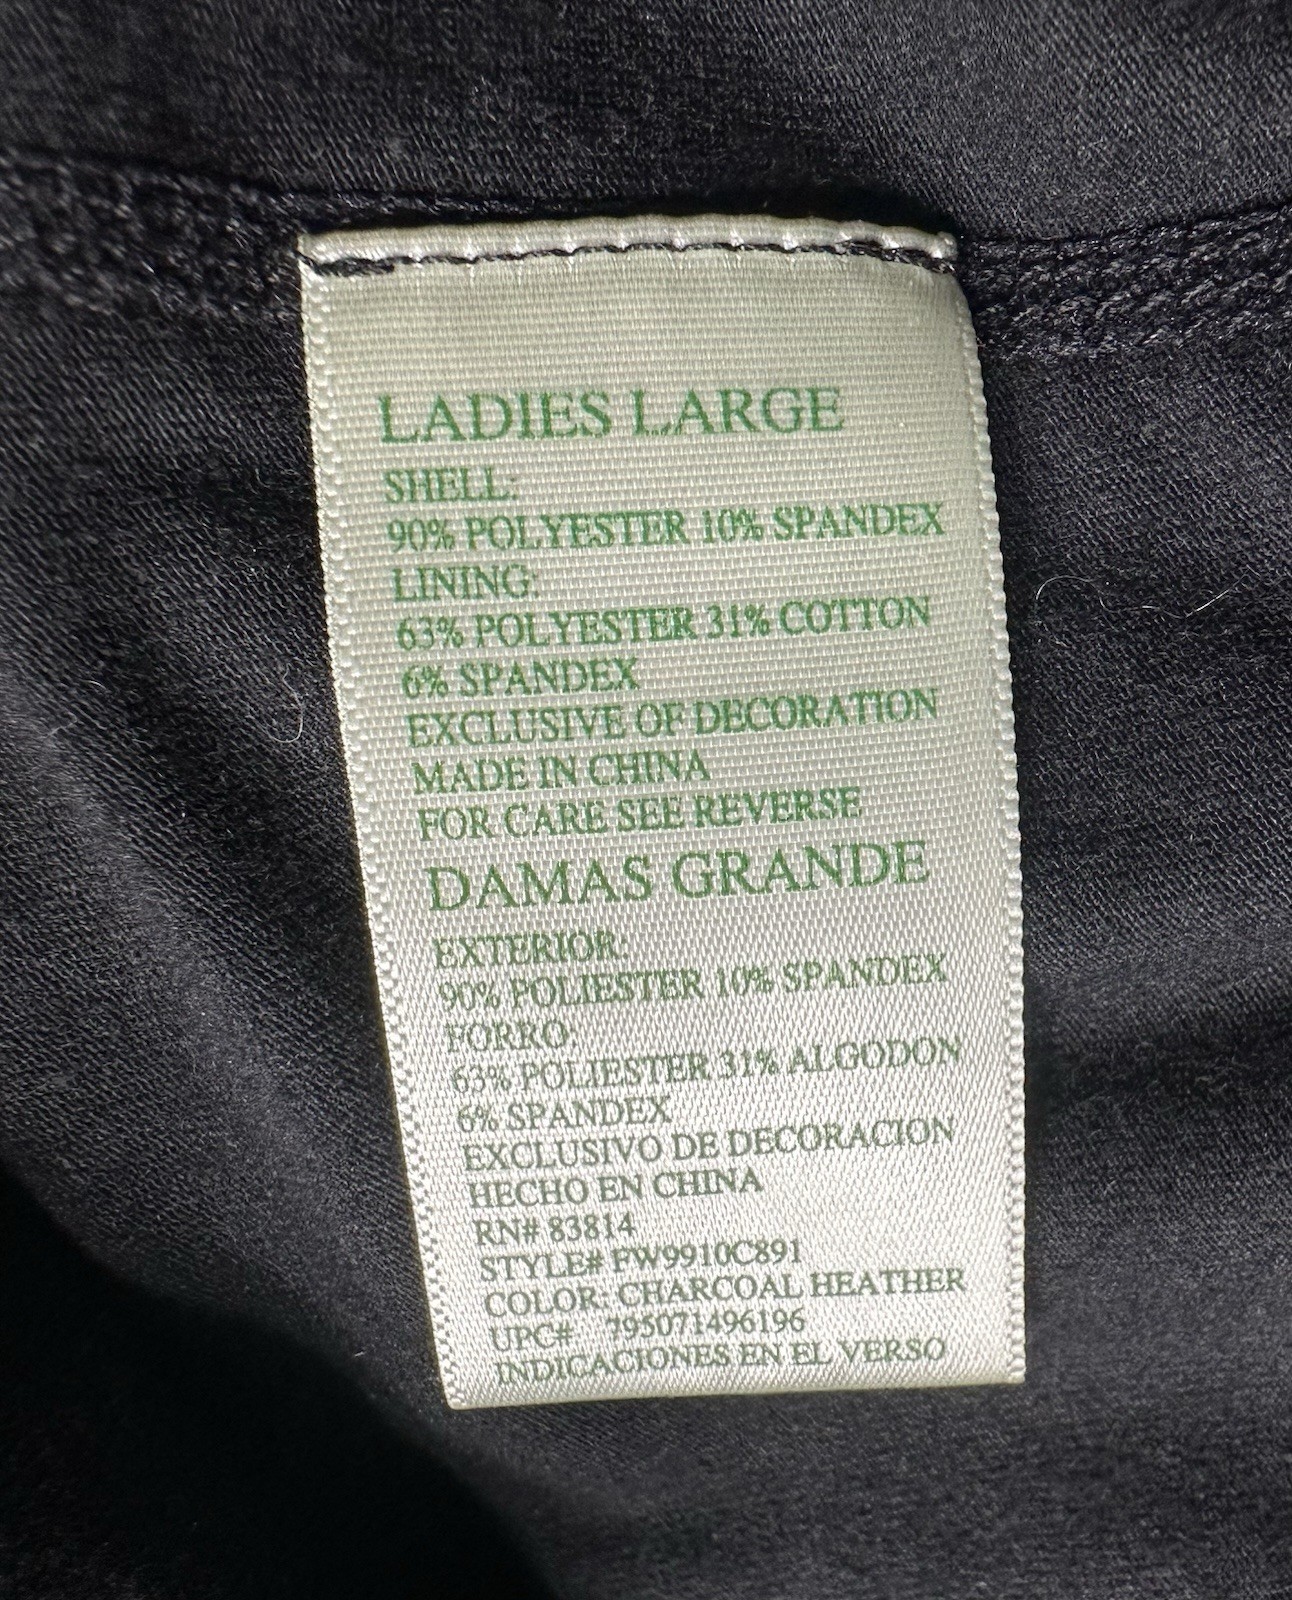 LADIES LARGE
SHELL:
90% POLYESTER 10% SPANDEX
LINING:
63% POLYESTER 31% COTTON
6% SPANDEX
EXCLUSIVE OF DECORATION
MADE IN CHINA
FOR CARE SEE REVERSE
DAMAS GRANDE
EXTERIOR:
90% POLIESTER 10% SPANDEX
FORRO:
63% POLIESTER 31% ALGODON
6% SPANDEX
EXCLUSIVO DE DECORACION
HECHO EN CHINA
RN# 83814
STYLE# FW9910C891
COLOR: CHARCOAL HEATHER
UPC# 795071496196
INDICACIONES EN EL VERSO